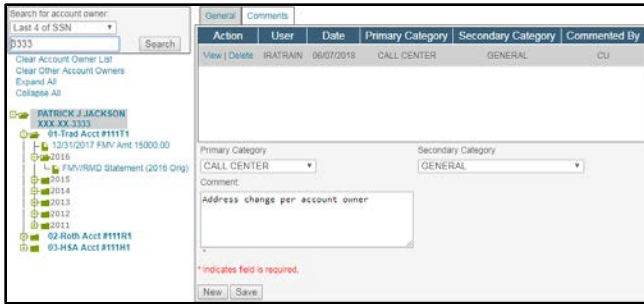 Search for account owner:
Last 4 of SSN
3333
Search
Clear Account Owner List
Clear Other Account Owners
Expand All
Collapse All
PATRICK J JACKSON
XXX-XX-3333
01-Trad Acct #111T1
12/31/2017 FMV Amt 15000.00
2016
FMV/RMD Statement (2016 Orig)
2015
2014
2013
2012
2011
02-Roth Acct #111R1
03-HSA Acct #111H1
General Comments
Action User Date Primary Category Secondary Category Commented By
View | Delete IRATRAIN 06/07/2018 CALL CENTER GENERAL CU
Primary Category Secondary Category
CALL CENTER GENERAL
Comment:
Address change per account owner
*
* Indicates field is required.
New Save